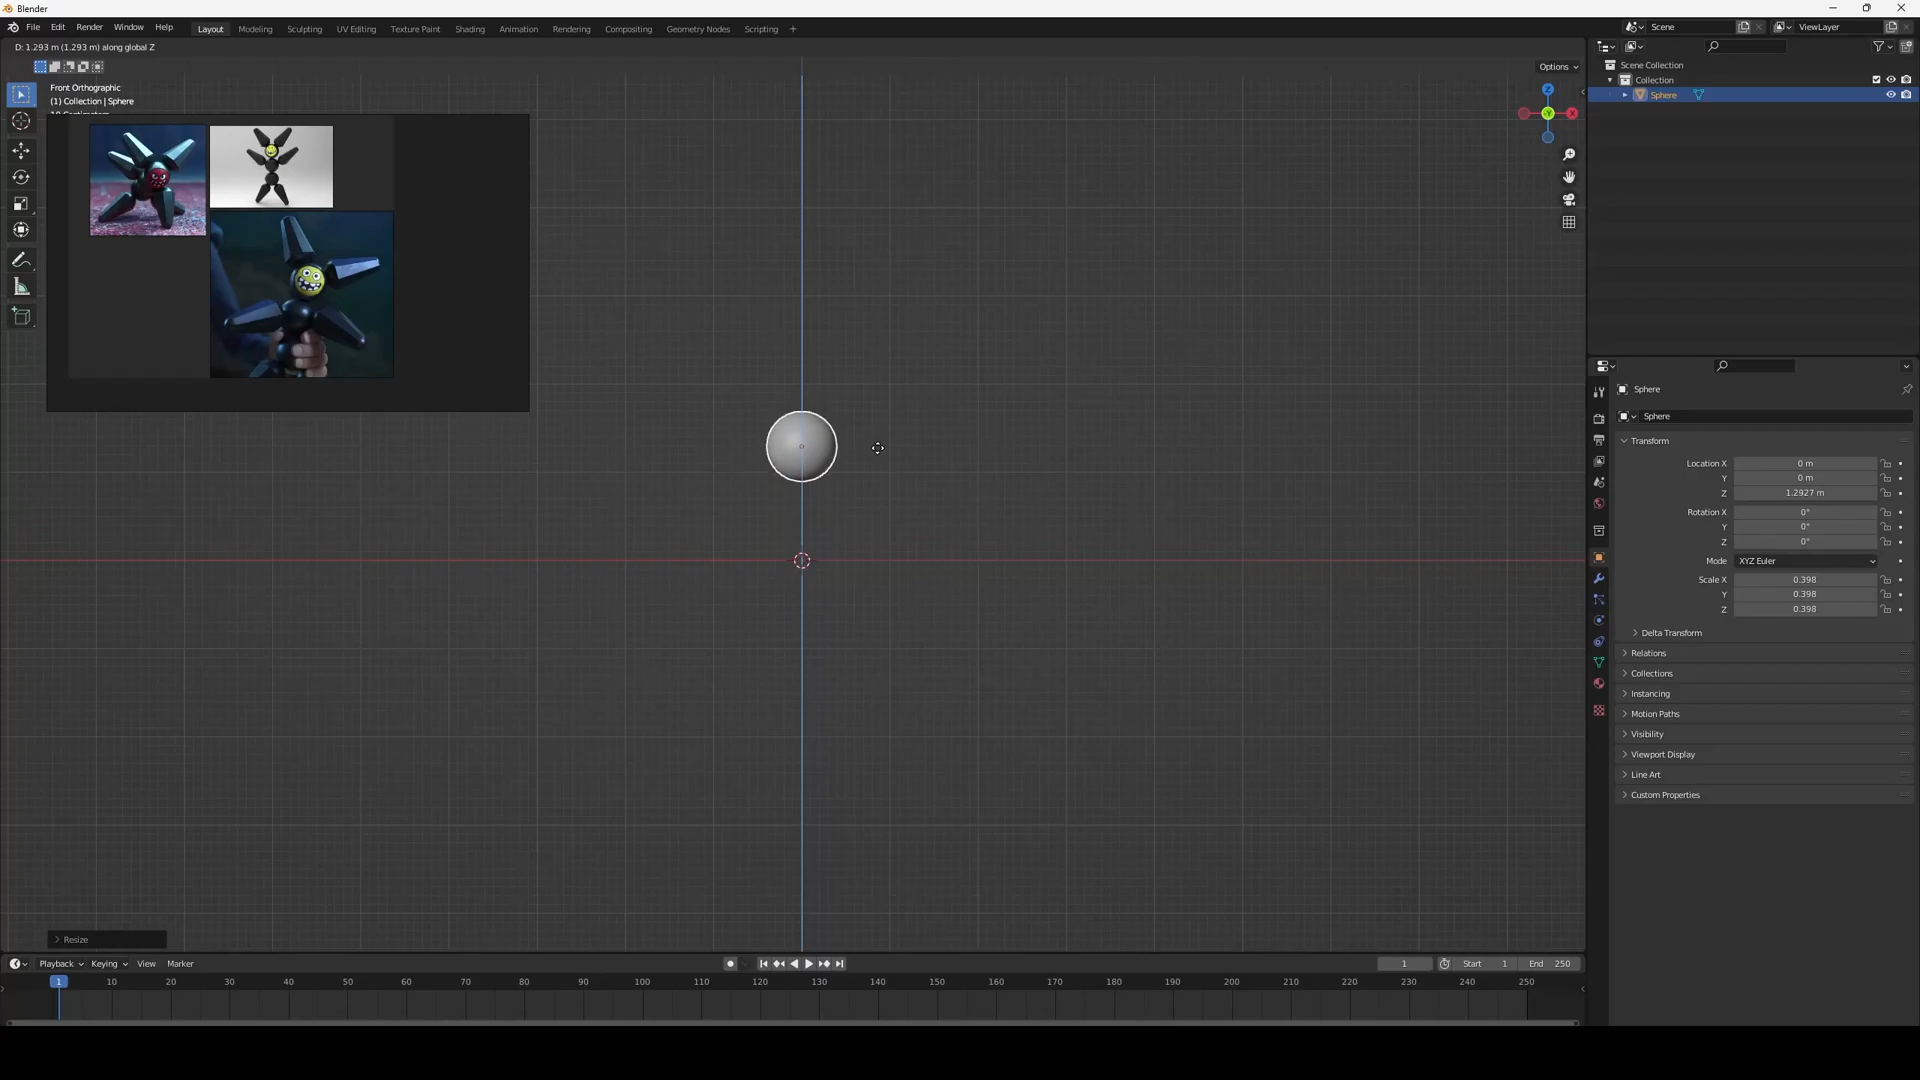 Blender
File Edit Render Window Help Layout Modeling Sculpting UV Editing Texture Paint Shading Animation Rendering Compositing Geometry Nodes Scripting + Scene ViewLayer
D: 1.293 m (1.293 m) along global Z
Options
Front Orthographic
(1) Collection | Sphere
Z
Y
X
Scene Collection
Collection
Sphere
Sphere
Sphere
Transform
Location X 0 m
Y 0 m
Z 1.2927 m
Rotation X 0°
Y 0°
Z 0°
Mode XYZ Euler
Scale X 0.398
Y 0.398
Z 0.398
Delta Transform
Relations
Collections
Instancing
Motion Paths
Visibility
Viewport Display
Line Art
Custom Properties
Resize
Playback Keying View Marker 1 Start 1 End 250
1 10 20 30 40 50 60 70 80 90 100 110 120 130 140 150 160 170 180 190 200 210 220 230 240 250